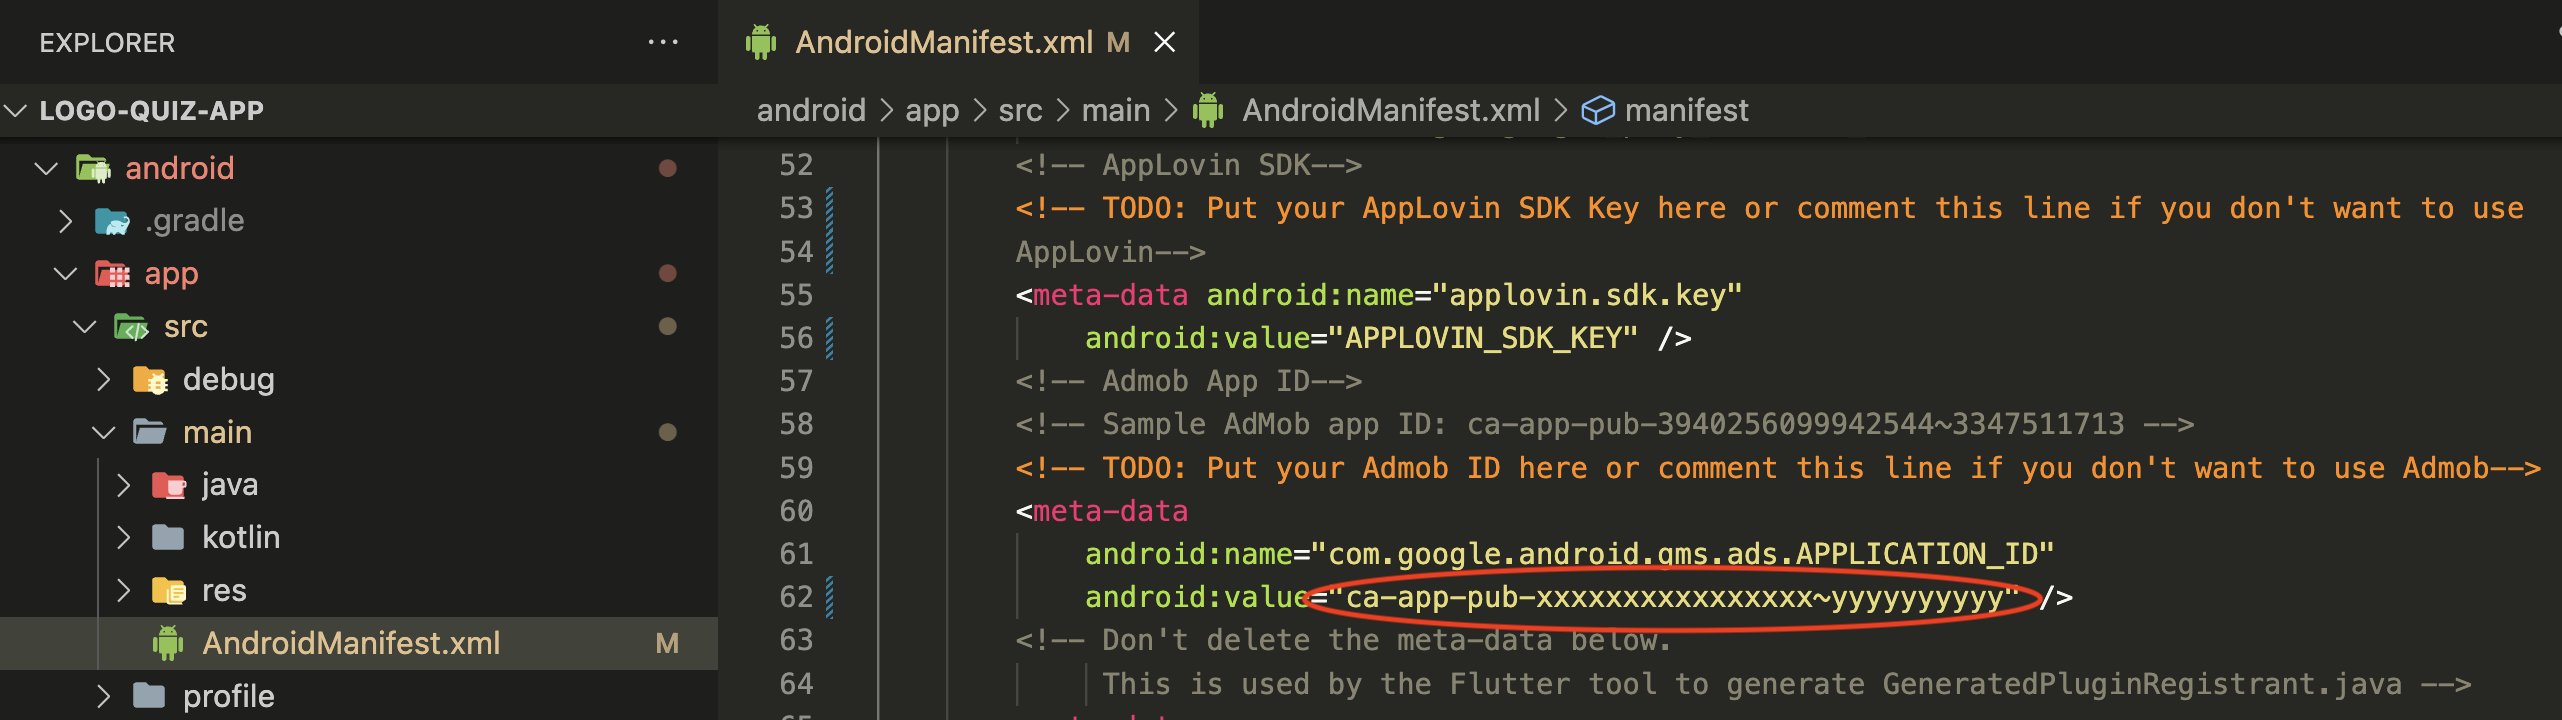 EXPLORER
···
AndroidManifest.xml M
LOGO-QUIZ-APP
android > app > src > main > AndroidManifest.xml > manifest
android
.gradle
app
src
debug
main
java
kotlin
res
AndroidManifest.xml M
profile
52 <!-- AppLovin SDK-->
53 <!-- TODO: Put your AppLovin SDK Key here or comment this line if you don't want to use
54 AppLovin-->
55 <meta-data android:name="applovin.sdk.key"
56 android:value="APPLOVIN_SDK_KEY" />
57 <!-- Admob App ID-->
58 <!-- Sample AdMob app ID: ca-app-pub-3940256099942544~3347511713 -->
59 <!-- TODO: Put your Admob ID here or comment this line if you don't want to use Admob-->
60 <meta-data
61 android:name="com.google.android.gms.ads.APPLICATION_ID"
62 android:value="ca-app-pub-xxxxxxxxxxxxxxxx~yyyyyyyyyy" />
63 <!-- Don't delete the meta-data below.
64 This is used by the Flutter tool to generate GeneratedPluginRegistrant.java -->